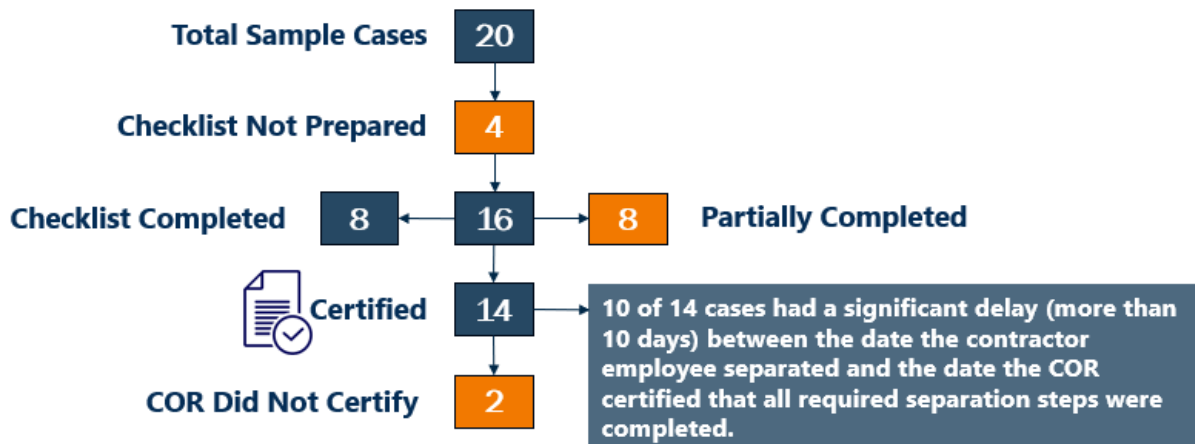 Total Sample Cases 20
Checklist Not Prepared 4
Checklist Completed 8 16 8 Partially Completed
Certified 14
10 of 14 cases had a significant delay (more than
10 days) between the date the contractor
employee separated and the date the COR
certified that all required separation steps were
completed.
COR Did Not Certify 2